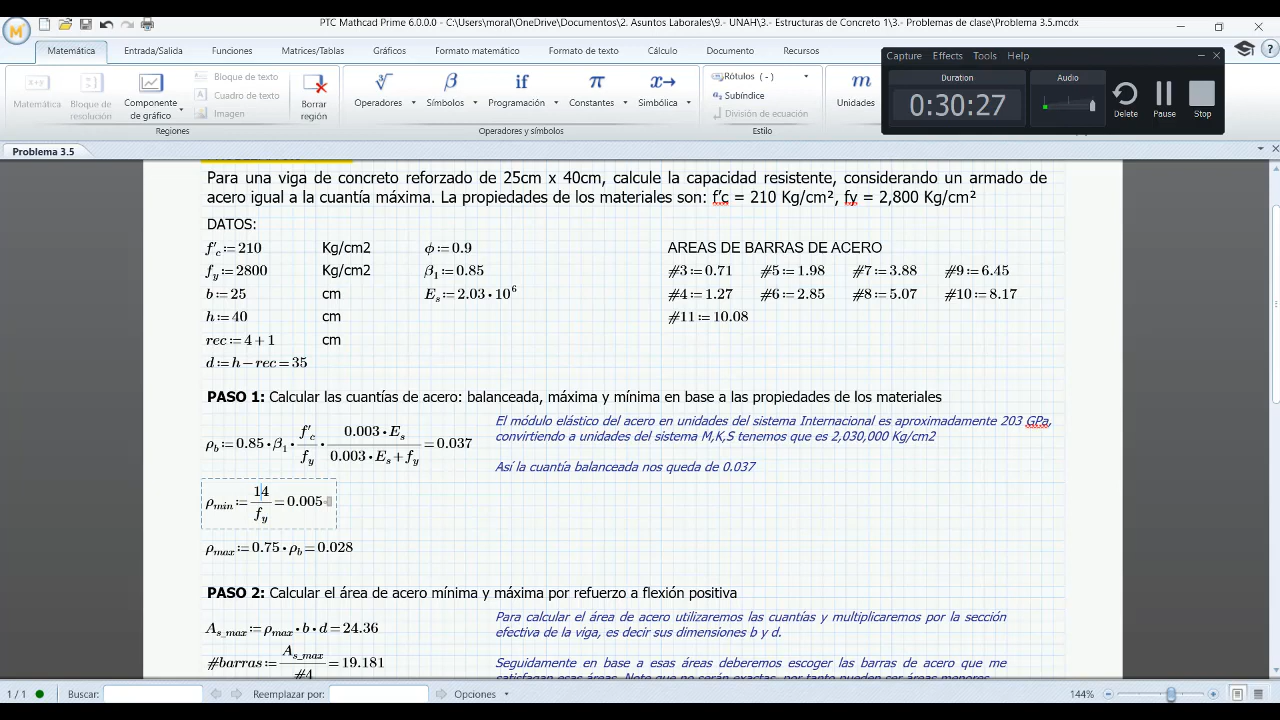 PTC Mathcad Prime 6.0.0.0 - C:\Users\moral\OneDrive\Documentos\2. Asuntos Laborales\9.- UNAH\3.- Estructuras de Concreto 1\3.- Problemas de clase\Problema 3.5.mcdx
Matemática Entrada/Salida Funciones Matrices/Tablas Gráficos Formato matemático Formato de texto Cálculo Documento Recursos
Capture Effects Tools Help
Duration Audio
0:30:27 Delete Pause Stop
Matemática Bloque de resolución Componente de gráfico Bloque de texto Cuadro de texto Imagen Borrar región
Operadores Símbolos Programación Constantes Simbólica
Rótulos ( - ) Subíndice División de ecuación Unidades
Regiones Operadores y símbolos Estilo
Problema 3.5
Para una viga de concreto reforzado de 25cm x 40cm, calcule la capacidad resistente, considerando un armado de
acero igual a la cuantía máxima. La propiedades de los materiales son: f'c = 210 Kg/cm², fy = 2,800 Kg/cm²
DATOS:
f'c := 210 Kg/cm2 ϕ := 0.9 AREAS DE BARRAS DE ACERO
fy := 2800 Kg/cm2 β1 := 0.85 #3 := 0.71 #5 := 1.98 #7 := 3.88 #9 := 6.45
b := 25 cm Es := 2.03 • 10^6 #4 := 1.27 #6 := 2.85 #8 := 5.07 #10 := 8.17
h := 40 cm #11 := 10.08
rec := 4 + 1 cm
d := h − rec = 35
PASO 1: Calcular las cuantías de acero: balanceada, máxima y mínima en base a las propiedades de los materiales
ρb := 0.85 • β1 • f'c / fy • 0.003 • Es / 0.003 • Es + fy = 0.037
El módulo elástico del acero en unidades del sistema Internacional es aproximadamente 203 GPa,
convirtiendo a unidades del sistema M,K,S tenemos que es 2,030,000 Kg/cm2
Así la cuantía balanceada nos queda de 0.037
ρmin := 14 / fy = 0.005
ρmax := 0.75 • ρb = 0.028
PASO 2: Calcular el área de acero mínima y máxima por refuerzo a flexión positiva
As_max := ρmax • b • d = 24.36
#barras := As_max / #4 = 19.181
Para calcular el área de acero utilizaremos las cuantías y multiplicaremos por la sección
efectiva de la viga, es decir sus dimensiones b y d.
Seguidamente en base a esas áreas deberemos escoger las barras de acero que me
satisfagan esas áreas. Note que no serán exactas, por tanto pueden ser áreas menores
1 / 1 Buscar: Reemplazar por: Opciones 144%